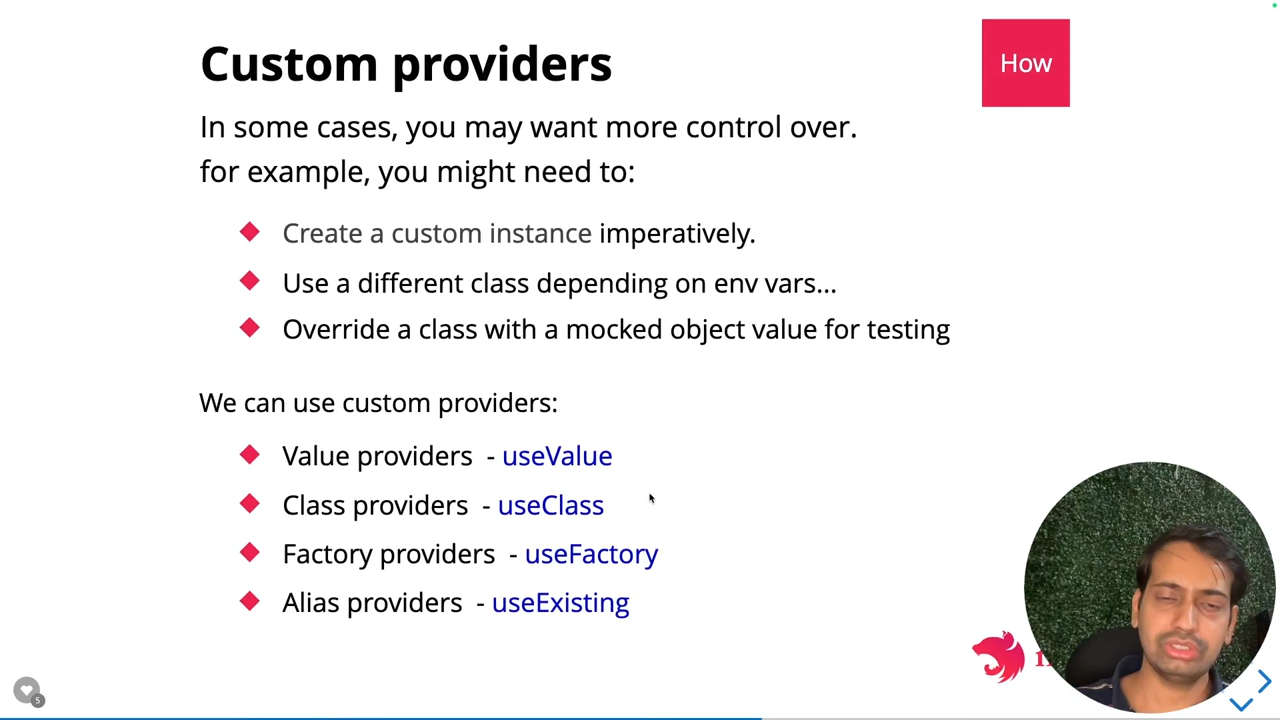 Custom providers
How
In some cases, you may want more control over.
for example, you might need to:
Create a custom instance imperatively.
Use a different class depending on env vars...
Override a class with a mocked object value for testing
We can use custom providers:
Value providers - useValue
Class providers - useClass
Factory providers - useFactory
Alias providers - useExisting
5